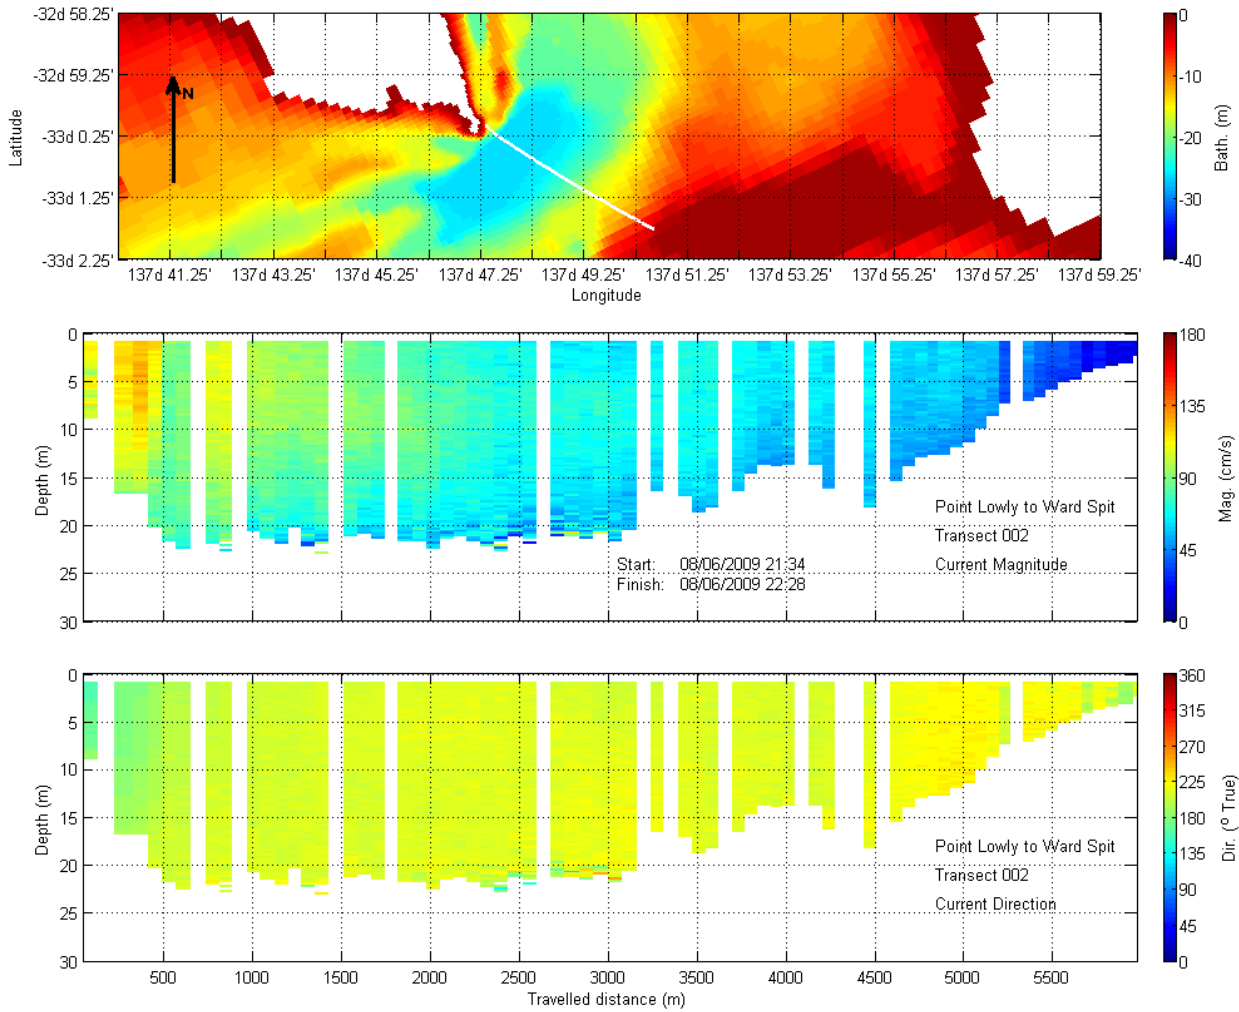 -32d 58.25'
-32d 59.25'
-33d 0.25'
-33d 1.25'
-33d 2.25'
Latitude
N
137d 41.25' 137d 43.25' 137d 45.25' 137d 47.25' 137d 49.25' 137d 51.25' 137d 53.25' 137d 55.25' 137d 57.25' 137d 59.25'
Longitude
0
-10
-20
-30
-40
Bath. (m)
0
5
10
15
20
25
30
Depth (m)
Point Lowly to Ward Spit
Transect 002
Current Magnitude
Start: 08/06/2009 21:34
Finish: 08/06/2009 22:28
180
135
90
45
0
Mag. (cm/s)
0
5
10
15
20
25
30
Depth (m)
Point Lowly to Ward Spit
Transect 002
Current Direction
500 1000 1500 2000 2500 3000 3500 4000 4500 5000 5500
Travelled distance (m)
360
315
270
225
180
135
90
45
0
Dir. (° True)